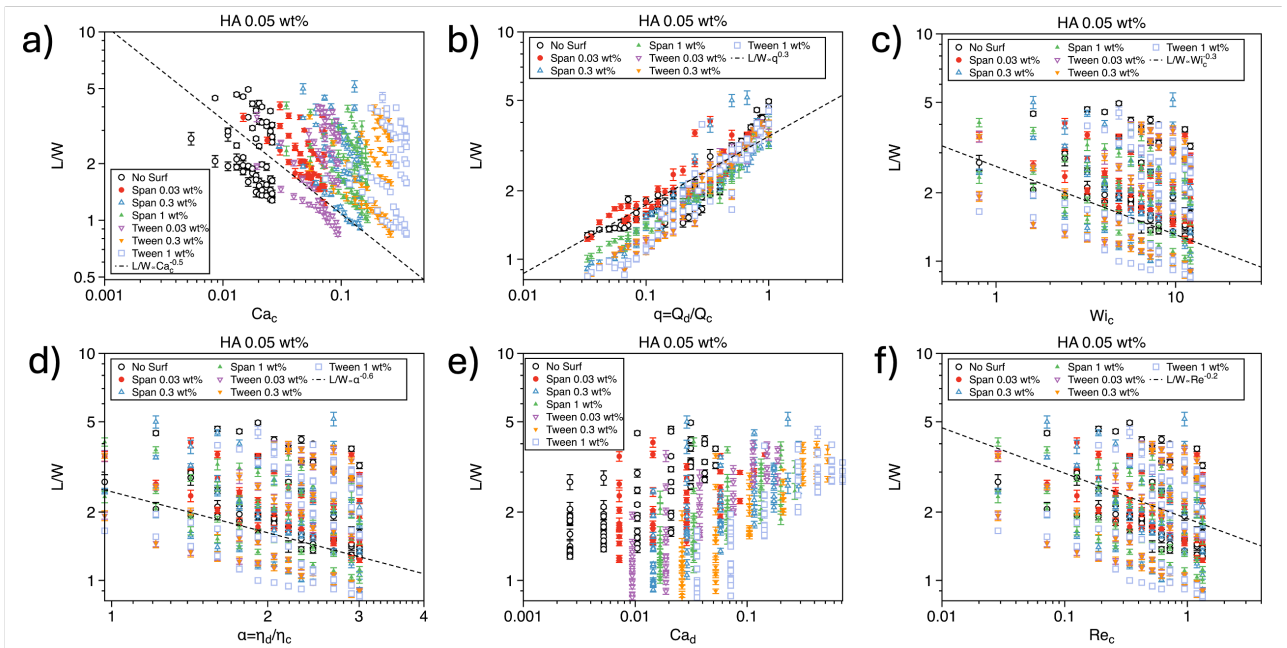 a)
HA 0.05 wt%
10
5
2
1
0.5
L/W
No Surf
Span 0.03 wt%
Span 0.3 wt%
Span 1 wt%
Tween 0.03 wt%
Tween 0.3 wt%
Tween 1 wt%
L/W~Ca_c^-0.5
0.001 0.01 0.1
Ca_c
b)
HA 0.05 wt%
10
5
2
1
L/W
No Surf Span 1 wt% Tween 1 wt%
Span 0.03 wt% Tween 0.03 wt% L/W~q^0.3
Span 0.3 wt% Tween 0.3 wt%
0.01 0.1 1
q=Q_d/Q_c
c)
HA 0.05 wt%
10
5
2
1
L/W
No Surf Span 1 wt% Tween 1 wt%
Span 0.03 wt% Tween 0.03 wt% L/W~Wi_c^-0.3
Span 0.3 wt% Tween 0.3 wt%
1 10
Wi_c
d)
HA 0.05 wt%
10
5
2
1
L/W
No Surf Span 1 wt% Tween 1 wt%
Span 0.03 wt% Tween 0.03 wt% L/W~α^-0.6
Span 0.3 wt% Tween 0.3 wt%
1 2 3 4
α=η_d/η_c
e)
HA 0.05 wt%
10
5
2
1
L/W
No Surf
Span 0.03 wt%
Span 0.3 wt%
Span 1 wt%
Tween 0.03 wt%
Tween 0.3 wt%
Tween 1 wt%
0.001 0.01 0.1
Ca_d
f)
HA 0.05 wt%
10
5
2
1
L/W
No Surf Span 1 wt% Tween 1 wt%
Span 0.03 wt% Tween 0.03 wt% L/W~Re^-0.2
Span 0.3 wt% Tween 0.3 wt%
0.01 0.1 1
Re_c